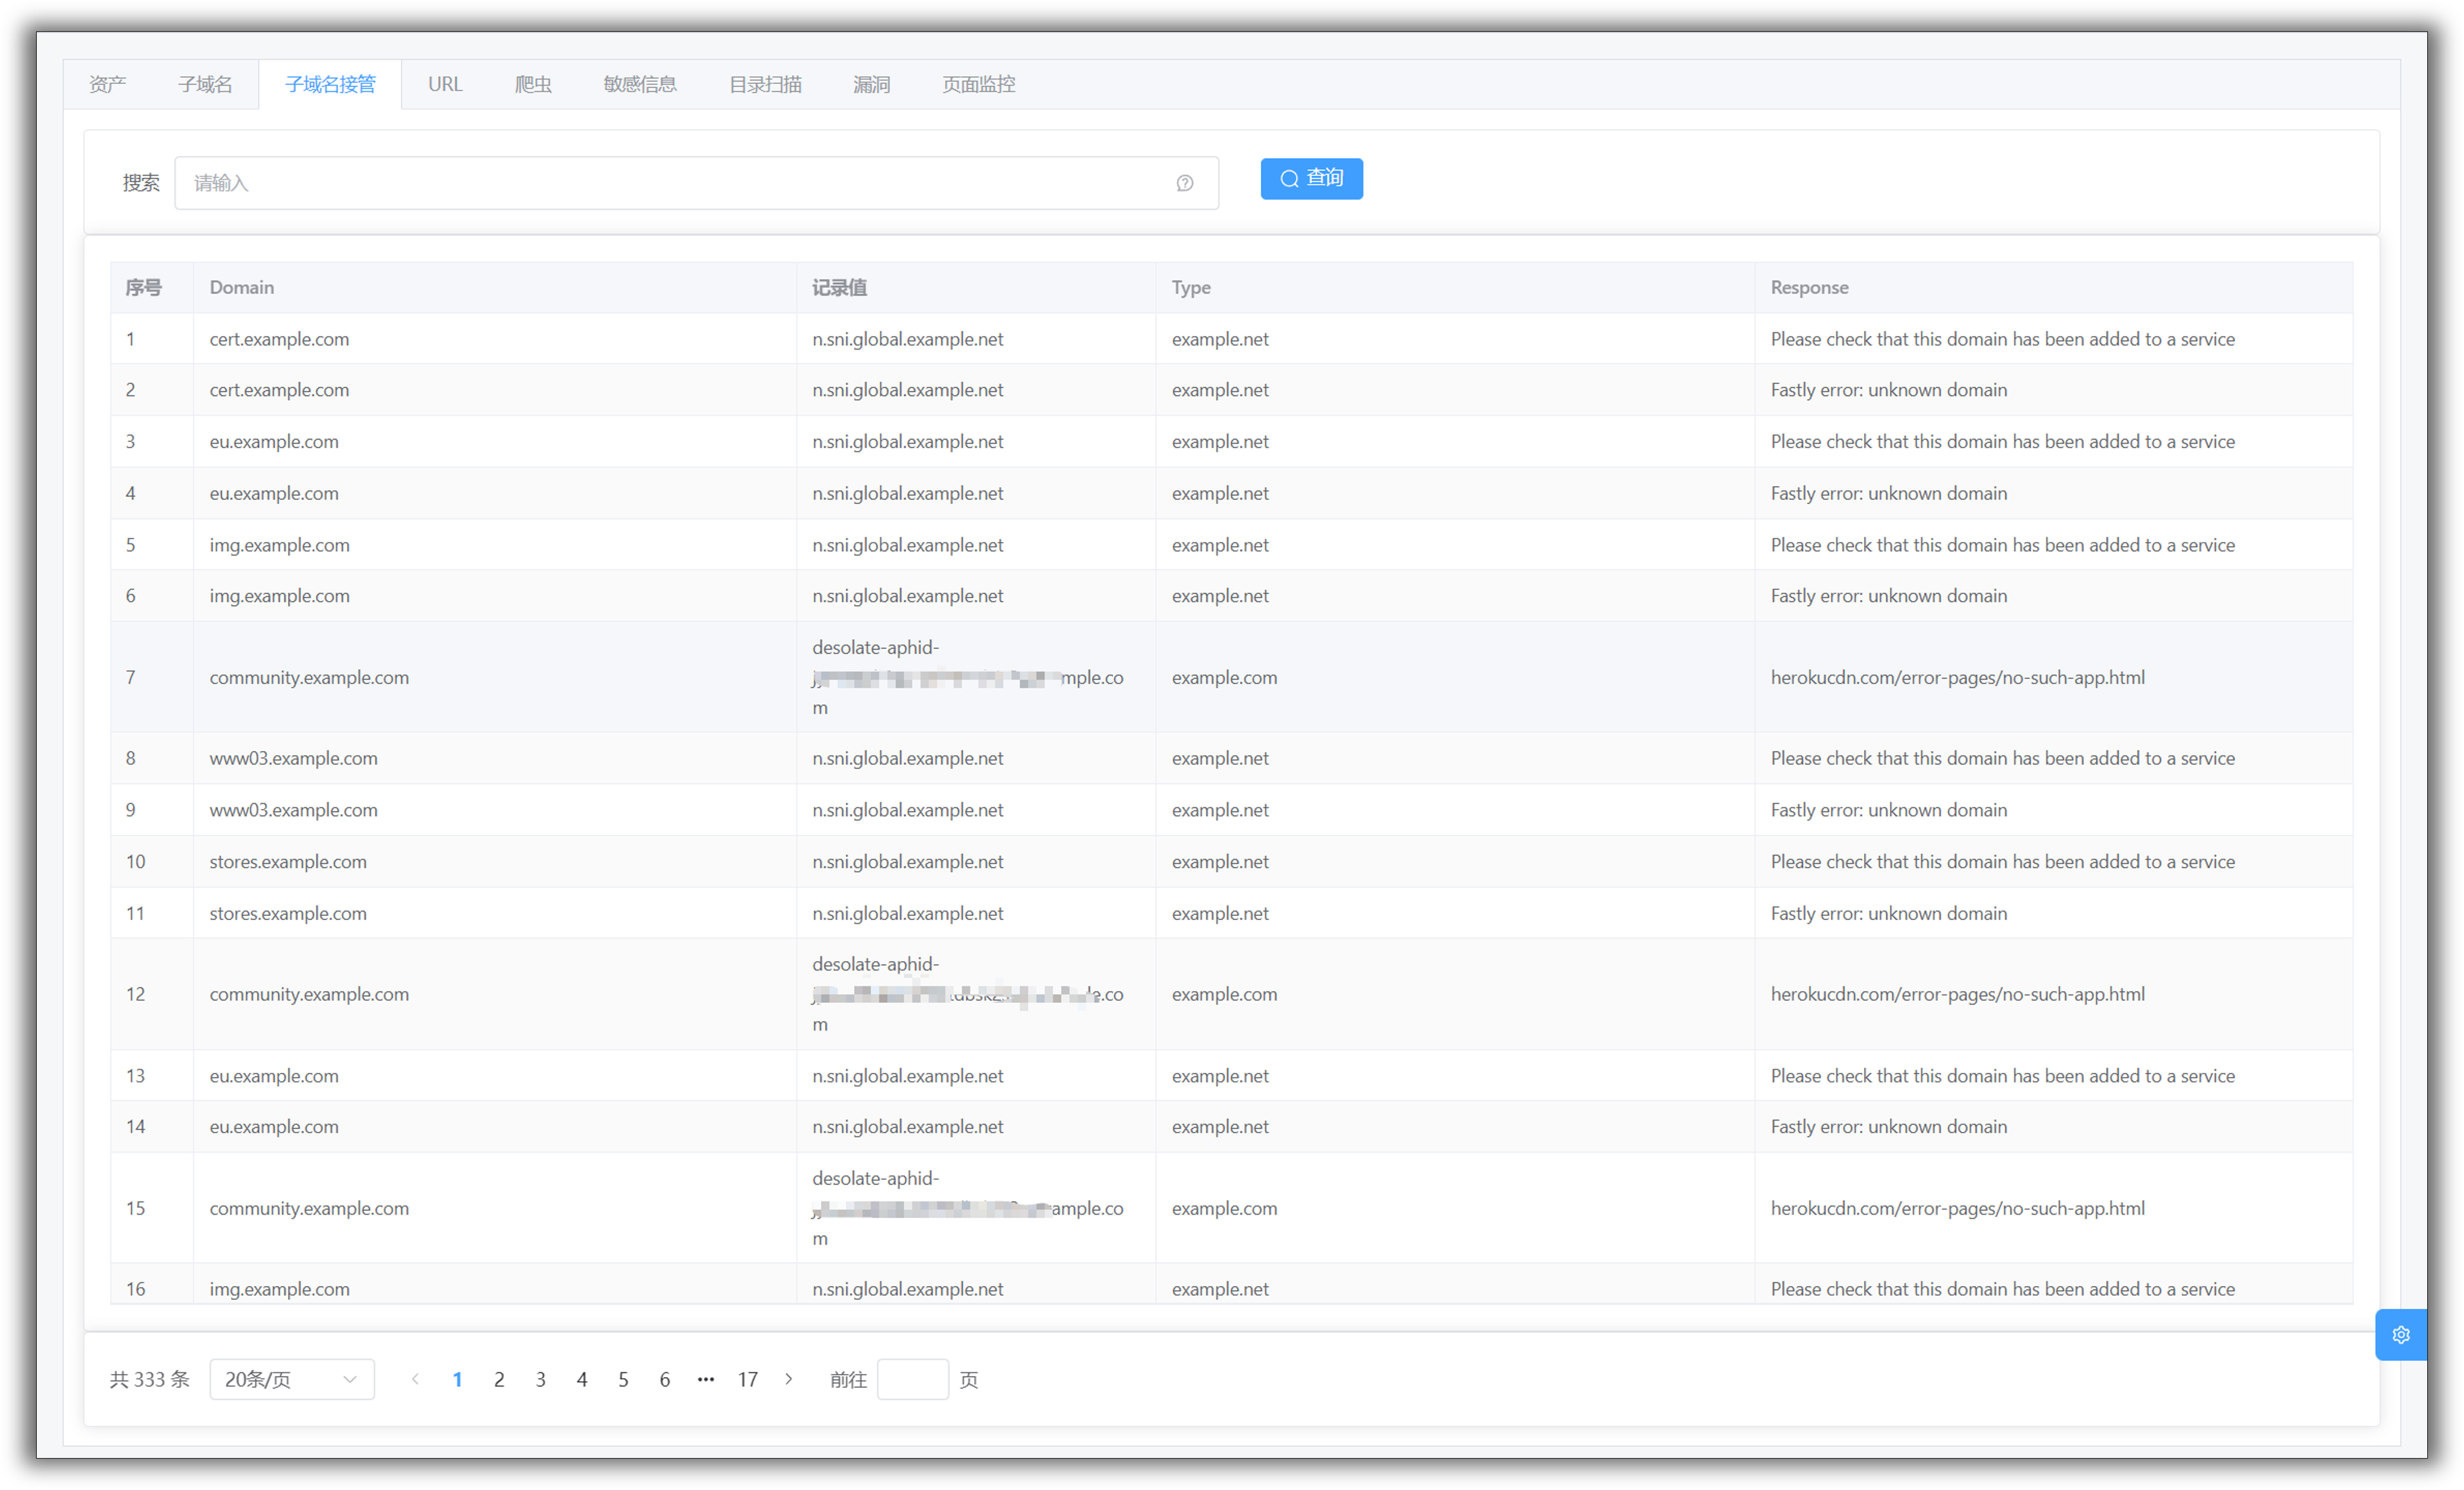 资产 子域名 子域名接管 URL 爬虫 敏感信息 目录扫描 漏洞 页面监控
搜索 请输入 查询
序号 Domain 记录值 Type Response
1 cert.example.com n.sni.global.example.net example.net Please check that this domain has been added to a service
2 cert.example.com n.sni.global.example.net example.net Fastly error: unknown domain
3 eu.example.com n.sni.global.example.net example.net Please check that this domain has been added to a service
4 eu.example.com n.sni.global.example.net example.net Fastly error: unknown domain
5 img.example.com n.sni.global.example.net example.net Please check that this domain has been added to a service
6 img.example.com n.sni.global.example.net example.net Fastly error: unknown domain
desolate-aphid-
7 community.example.com mple.co example.com herokucdn.com/error-pages/no-such-app.html
m
8 www03.example.com n.sni.global.example.net example.net Please check that this domain has been added to a service
9 www03.example.com n.sni.global.example.net example.net Fastly error: unknown domain
10 stores.example.com n.sni.global.example.net example.net Please check that this domain has been added to a service
11 stores.example.com n.sni.global.example.net example.net Fastly error: unknown domain
desolate-aphid-
12 community.example.com e.co example.com herokucdn.com/error-pages/no-such-app.html
m
13 eu.example.com n.sni.global.example.net example.net Please check that this domain has been added to a service
14 eu.example.com n.sni.global.example.net example.net Fastly error: unknown domain
desolate-aphid-
15 community.example.com ample.co example.com herokucdn.com/error-pages/no-such-app.html
m
16 img.example.com n.sni.global.example.net example.net Please check that this domain has been added to a service
共 333 条 20条/页 1 2 3 4 5 6 ••• 17 前往 页